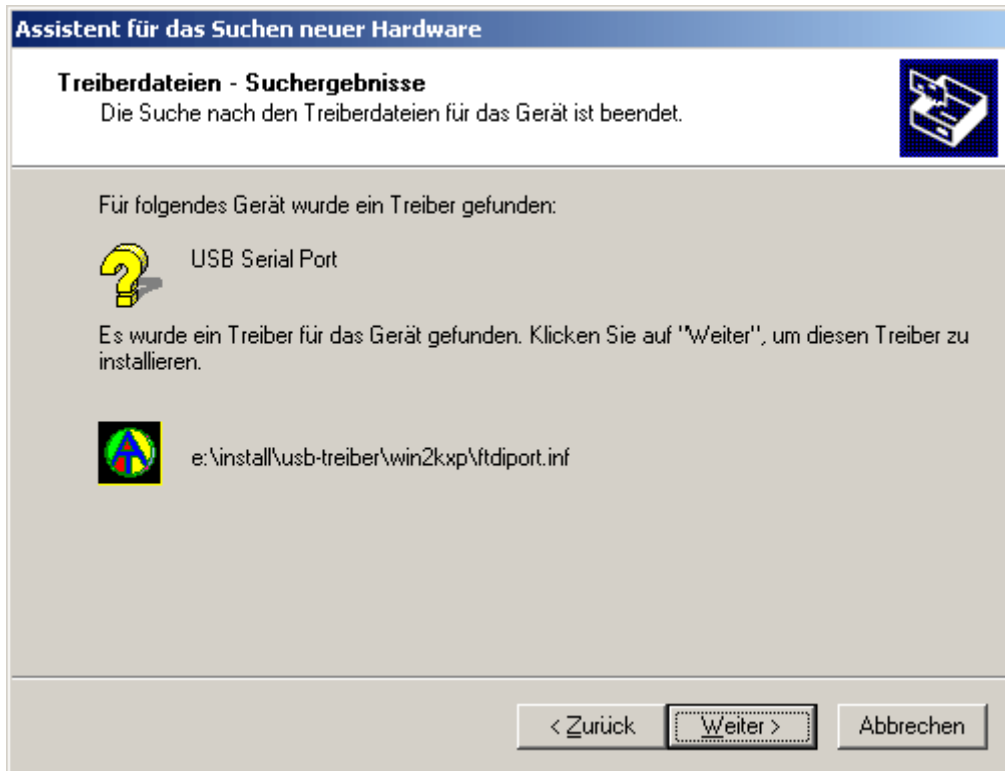 Assistent für das Suchen neuer Hardware
Treiberdateien - Suchergebnisse
Die Suche nach den Treiberdateien für das Gerät ist beendet.
Für folgendes Gerät wurde ein Treiber gefunden:
USB Serial Port
Es wurde ein Treiber für das Gerät gefunden. Klicken Sie auf "Weiter", um diesen Treiber zu
installieren.
e:\install\usb-treiber\win2kxp\ftdiport.inf
< Zurück
Weiter >
Abbrechen